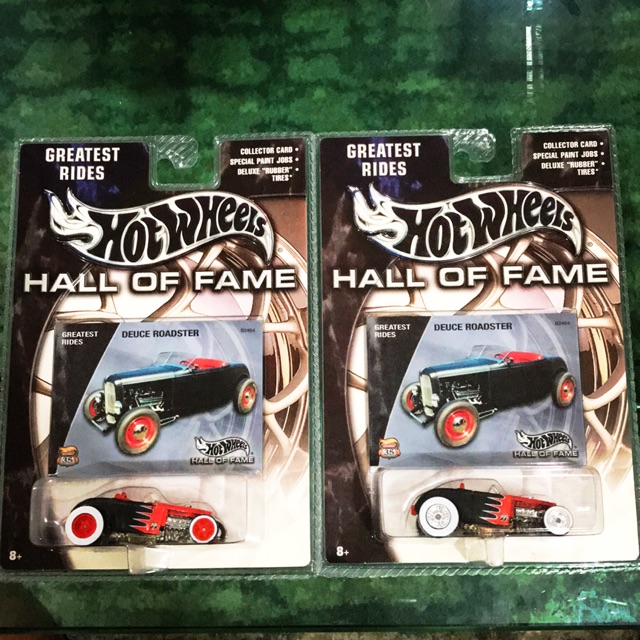 GREATEST
RIDES
COLLECTOR CARD •
SPECIAL PAINT JOBS •
DELUXE "RUBBER" •
TIRES*
HOT WHEELS
HALL OF FAME
GREATEST
RIDES
DEUCE ROADSTER
35
HOT WHEELS
HALL OF FAME
8+
GREATEST
RIDES
COLLECTOR CARD •
SPECIAL PAINT JOBS •
DELUXE "RUBBER" •
TIRES*
HOT WHEELS
HALL OF FAME
GREATEST
RIDES
DEUCE ROADSTER
35
HOT WHEELS
HALL OF FAME
8+